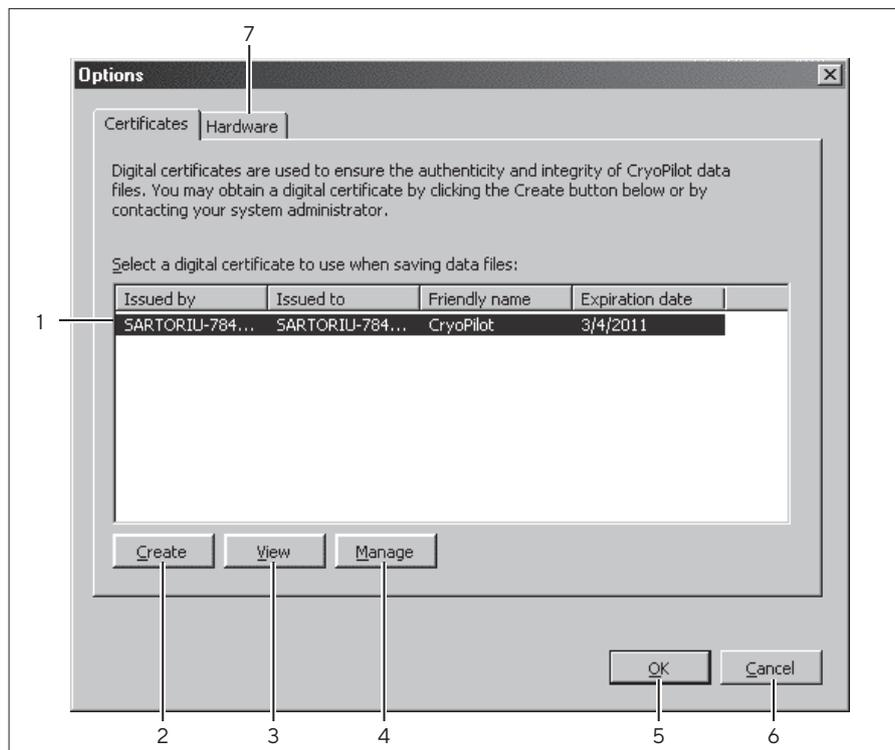 7
Options
Certificates Hardware
Digital certificates are used to ensure the authenticity and integrity of CryoPilot data
files. You may obtain a digital certificate by clicking the Create button below or by
contacting your system administrator.
Select a digital certificate to use when saving data files:
Issued by Issued to Friendly name Expiration date
1 SARTORIU-784... SARTORIU-784... CryoPilot 3/4/2011
Create View Manage
OK Cancel
2 3 4 5 6